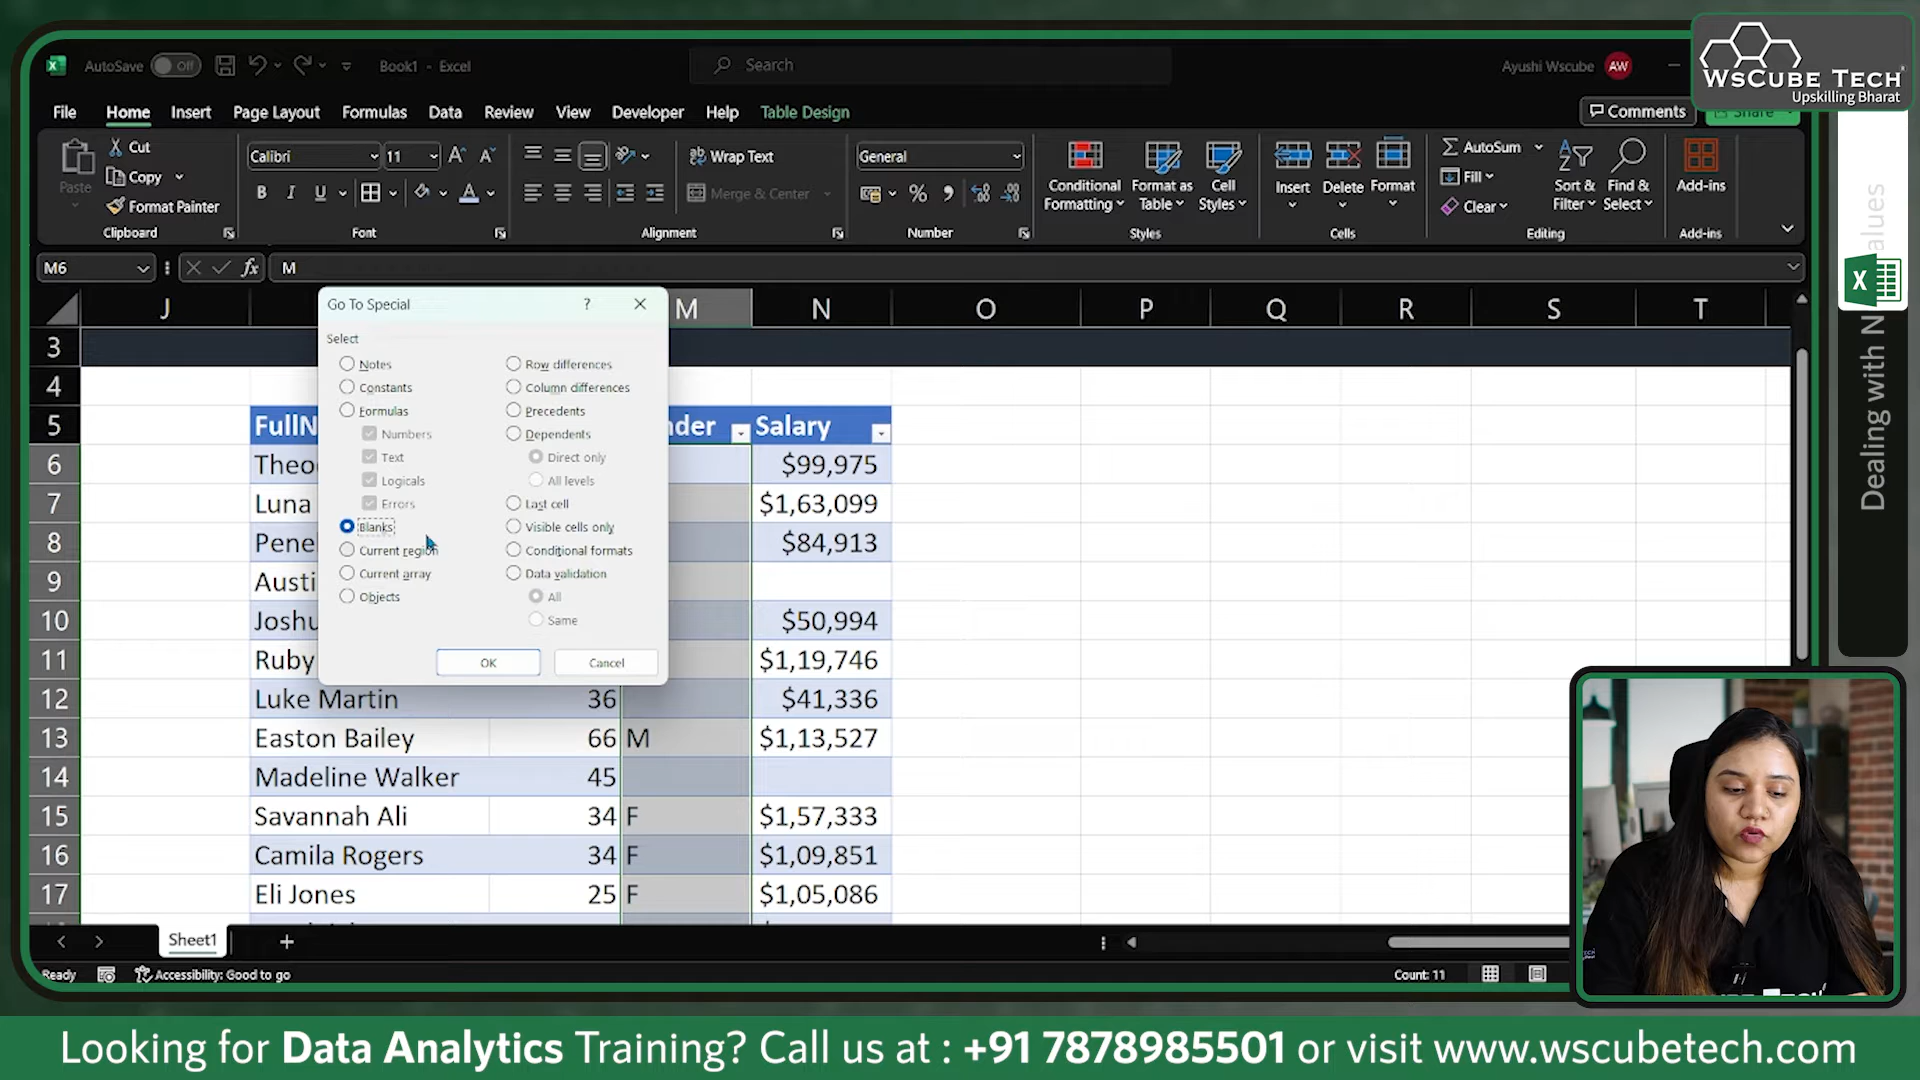 AutoSave Off Book1 - Excel Search Ayushi Wscube AW
WSCUBE TECH
Upskilling Bharat
File Home Insert Page Layout Formulas Data Review View Developer Help Table Design Comments Share
Paste Cut Copy Format Painter Clipboard
Calibri 11 B I U A Font
Wrap Text Merge & Center Alignment
General % Number
Conditional Formatting Format as Table Cell Styles Styles
Insert Delete Format Cells
AutoSum Fill Clear Sort & Filter Find & Select Editing
Add-ins Add-ins
M6 fx M
J M N O P Q R S T
Go To Special ?
Select
Notes Row differences
Constants Column differences
Formulas Precedents
Numbers Dependents
Text Direct only
Logicals All levels
Errors Last cell
Blanks Visible cells only
Current region Conditional formats
Current array Data validation
Objects All
Same
OK Cancel
3
4
5 FullN nder Salary
6 Theo $99,975
7 Luna $1,63,099
8 Pene $84,913
9 Austi
10 Joshu $50,994
11 Ruby $1,19,746
12 Luke Martin 36 $41,336
13 Easton Bailey 66 M $1,13,527
14 Madeline Walker 45
15 Savannah Ali 34 F $1,57,333
16 Camila Rogers 34 F $1,09,851
17 Eli Jones 25 F $1,05,086
Sheet1 +
Ready Accessibility: Good to go Count: 11
Dealing with N alues
Looking for Data Analytics Training? Call us at : +91 7878985501 or visit www.wscubetech.com